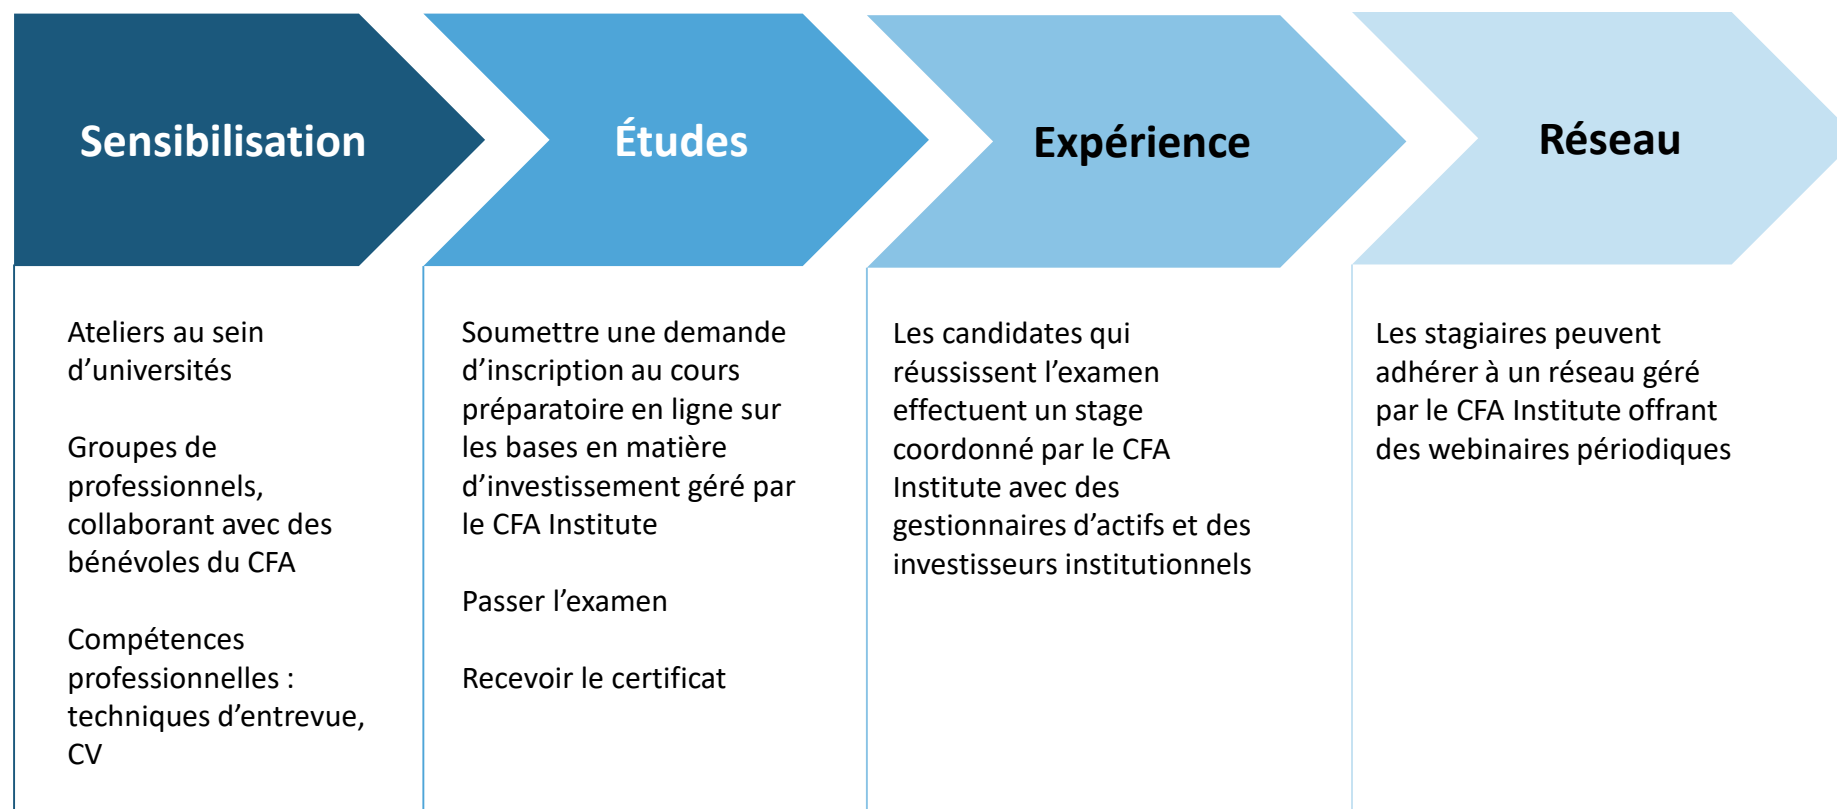 Sensibilisation
Études
Expérience
Réseau
Ateliers au sein
d’universités
Groupes de
professionnels,
collaborant avec des
bénévoles du CFA
Compétences
professionnelles :
techniques d’entrevue,
CV
Soumettre une demande
d’inscription au cours
préparatoire en ligne sur
les bases en matière
d’investissement géré par
le CFA Institute
Passer l’examen
Recevoir le certificat
Les candidates qui
réussissent l’examen
effectuent un stage
coordonné par le CFA
Institute avec des
gestionnaires d’actifs et des
investisseurs institutionnels
Les stagiaires peuvent
adhérer à un réseau géré
par le CFA Institute offrant
des webinaires périodiques